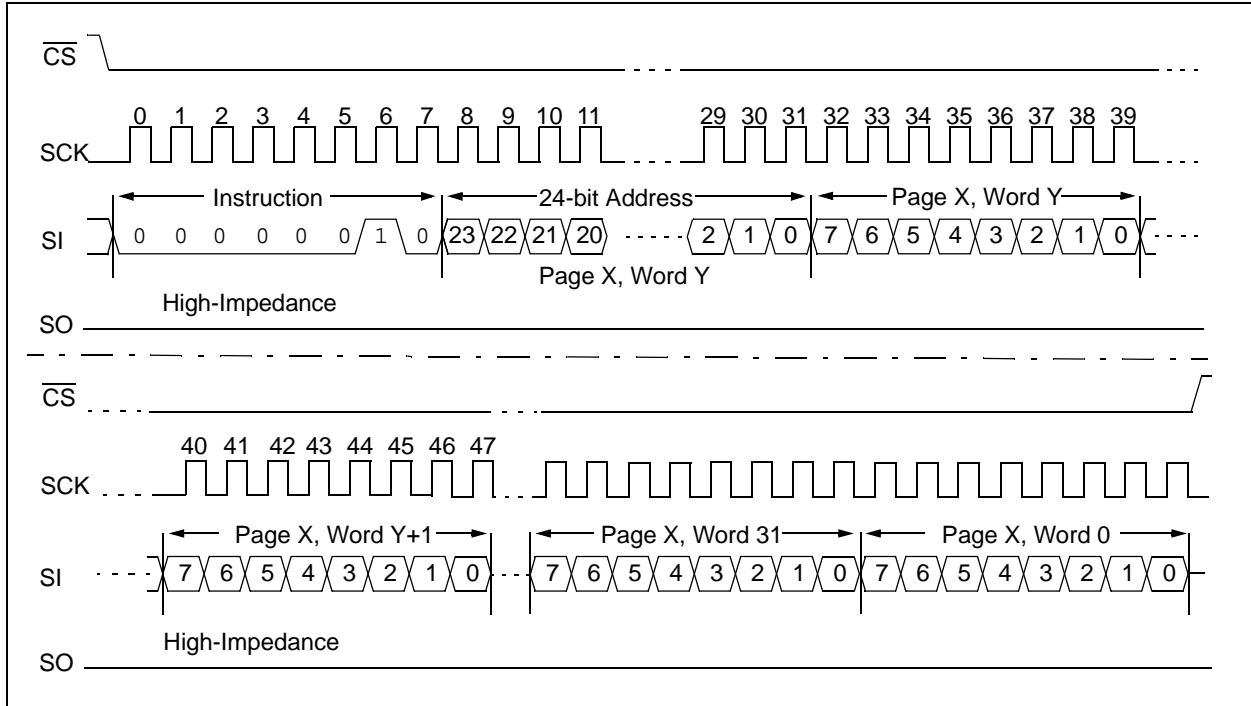 CS
0 1 2 3 4 5 6 7 8 9 10 11 29 30 31 32 33 34 35 36 37 38 39
SCK
Instruction 24-bit Address Page X, Word Y
SI 0 0 0 0 0 0 1 0 23 22 21 20 2 1 0 7 6 5 4 3 2 1 0
Page X, Word Y
High-Impedance
SO
CS
40 41 42 43 44 45 46 47
SCK
Page X, Word Y+1 Page X, Word 31 Page X, Word 0
SI 7 6 5 4 3 2 1 0 7 6 5 4 3 2 1 0 7 6 5 4 3 2 1 0
High-Impedance
SO